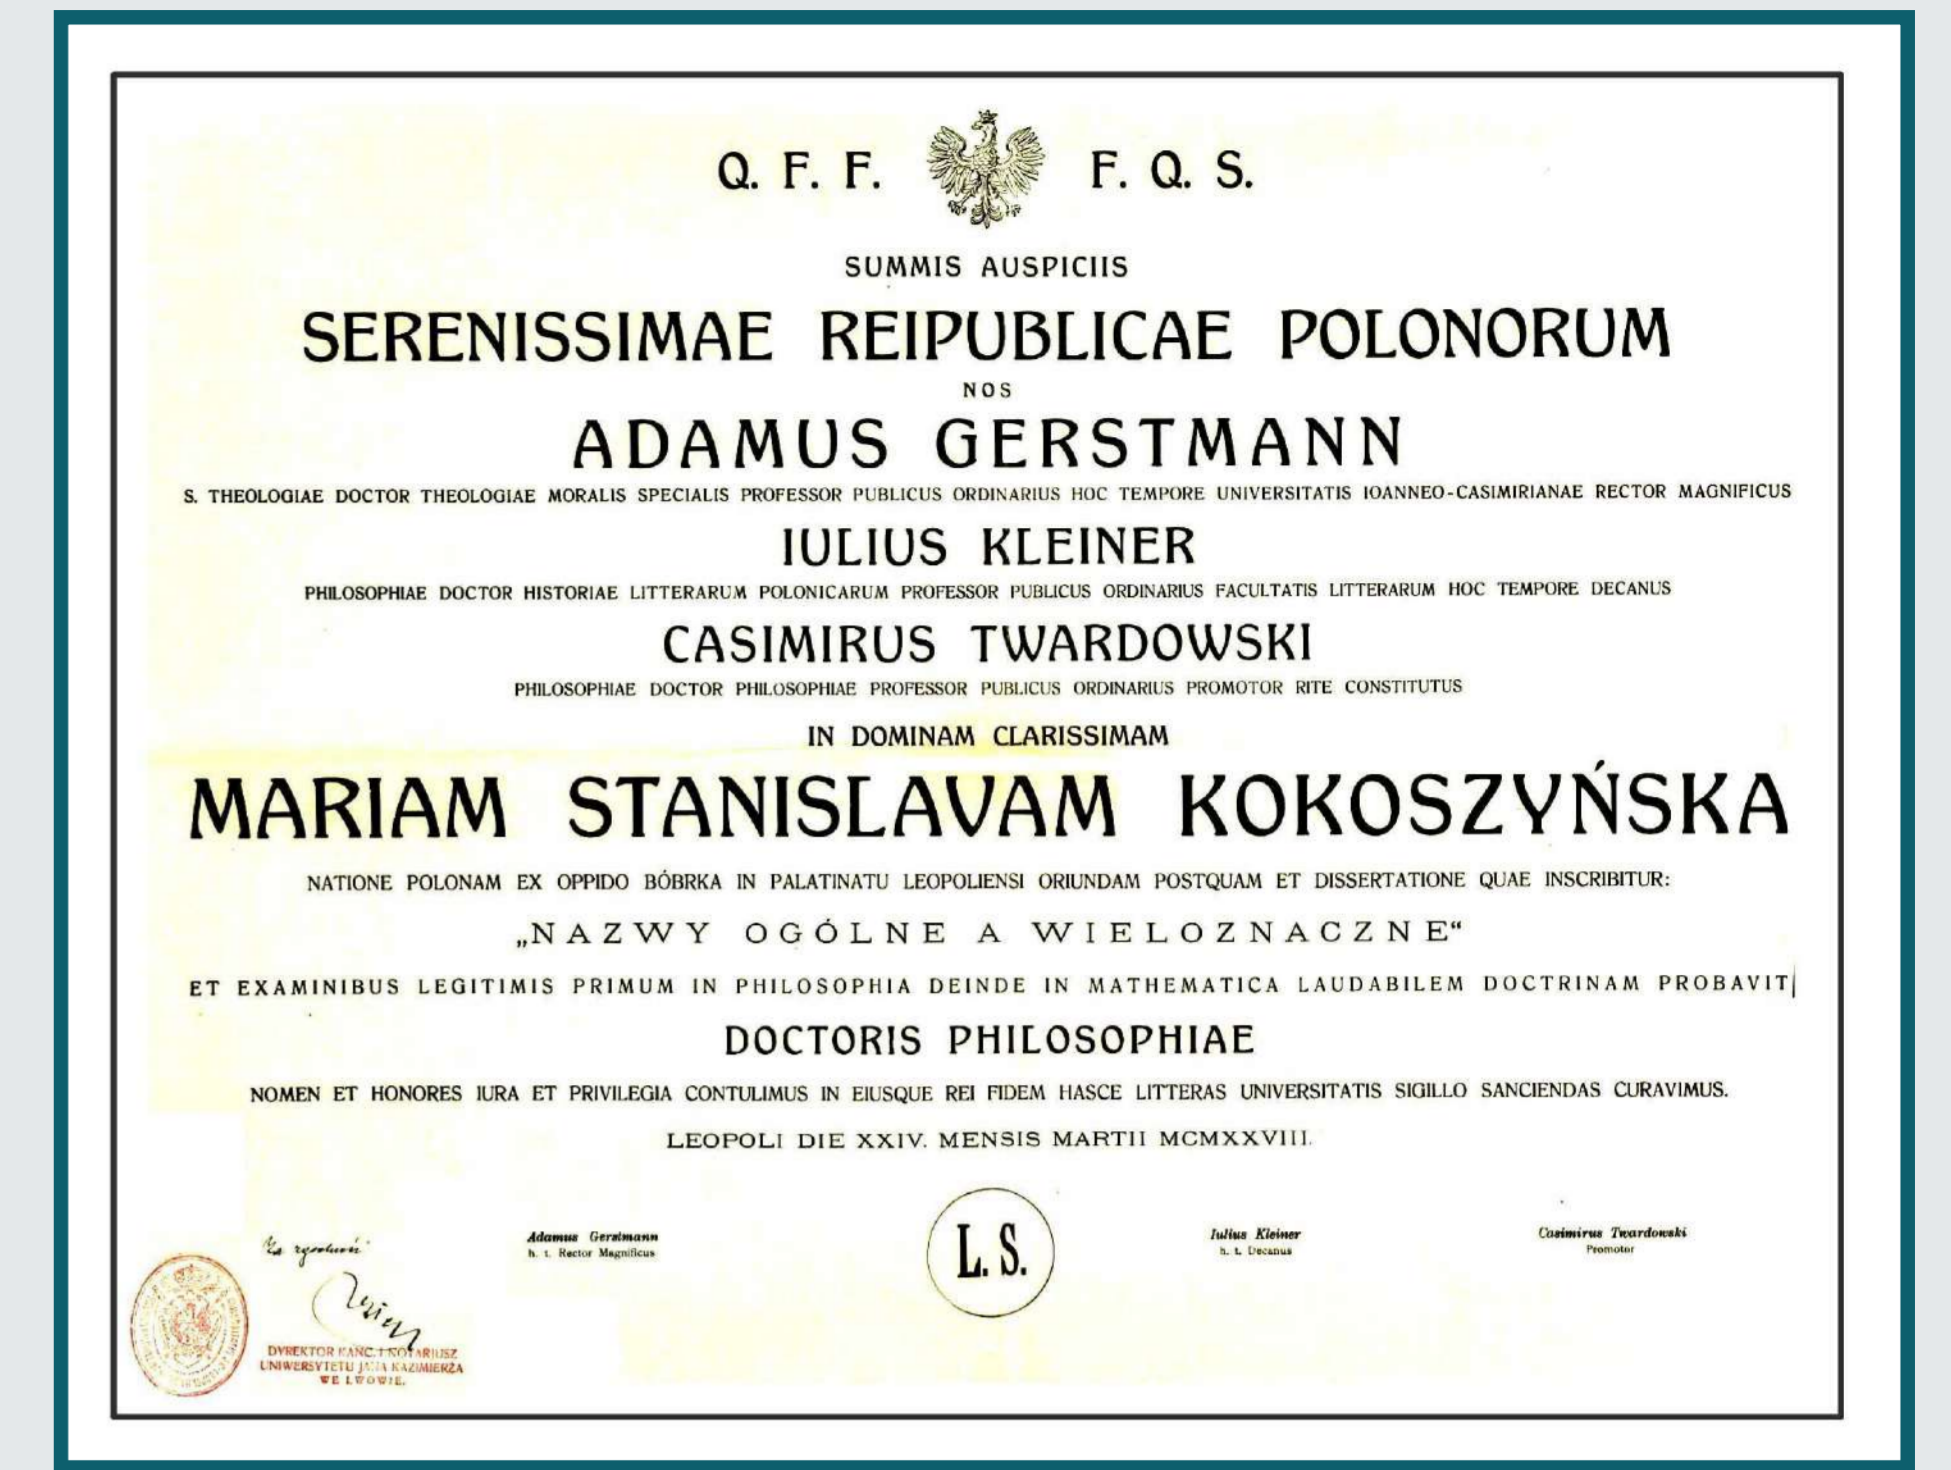 Q. F. F. F. Q. S.
SUMMIS AUSPICIIS
SERENISSIMAE REIPUBLICAE POLONORUM
NOS
ADAMUS GERSTMANN
S. THEOLOGIAE DOCTOR THEOLOGIAE MORALIS SPECIALIS PROFESSOR PUBLICUS ORDINARIUS HOC TEMPORE UNIVERSITATIS IOANNEO-CASIMIRIANAE RECTOR MAGNIFICUS
IULIUS KLEINER
PHILOSOPHIAE DOCTOR HISTORIAE LITTERARUM POLONICARUM PROFESSOR PUBLICUS ORDINARIUS FACULTATIS LITTERARUM HOC TEMPORE DECANUS
CASIMIRUS TWARDOWSKI
PHILOSOPHIAE DOCTOR PHILOSOPHIAE PROFESSOR PUBLICUS ORDINARIUS PROMOTOR RITE CONSTITUTUS
IN DOMINAM CLARISSIMAM
MARIAM STANISLAVAM KOKOSZYŃSKA
NATIONE POLONAM EX OPPIDO BÓBRKA IN PALATINATU LEOPOLIENSI ORIUNDAM POSTQUAM ET DISSERTATIONE QUAE INSCRIBITUR:
„NAZWY OGÓLNE A WIELOZNACZNE“
ET EXAMINIBUS LEGITIMIS PRIMUM IN PHILOSOPHIA DEINDE IN MATHEMATICA LAUDABILEM DOCTRINAM PROBAVIT
DOCTORIS PHILOSOPHIAE
NOMEN ET HONORES IURA ET PRIVILEGIA CONTULIMUS IN EIUSQUE REI FIDEM HASCE LITTERAS UNIVERSITATIS SIGILLO SANCIENDAS CURAVIMUS.
LEOPOLI DIE XXIV. MENSIS MARTII MCMXXVIII.
Za zgodność
Adamus Gerstmann
h. t. Rector Magnificus
L. S.
Iulius Kleiner
h. t. Decanus
Casimirus Twardowski
Promotor
DYREKTOR KANC. I NOTARIUSZ
UNIWERSYTETU JANA KAZIMIERZA
WE LWOWIE.